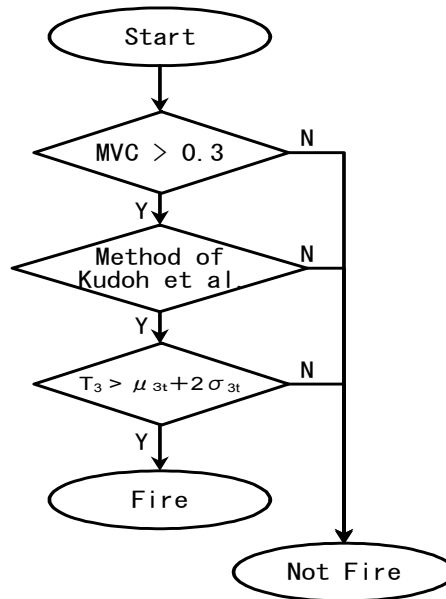 Start
MVC > 0.3
N
Y
Method of
Kudoh et al.
N
Y
T₃ > μ₃ₜ+2σ₃ₜ
N
Y
Fire
Not Fire